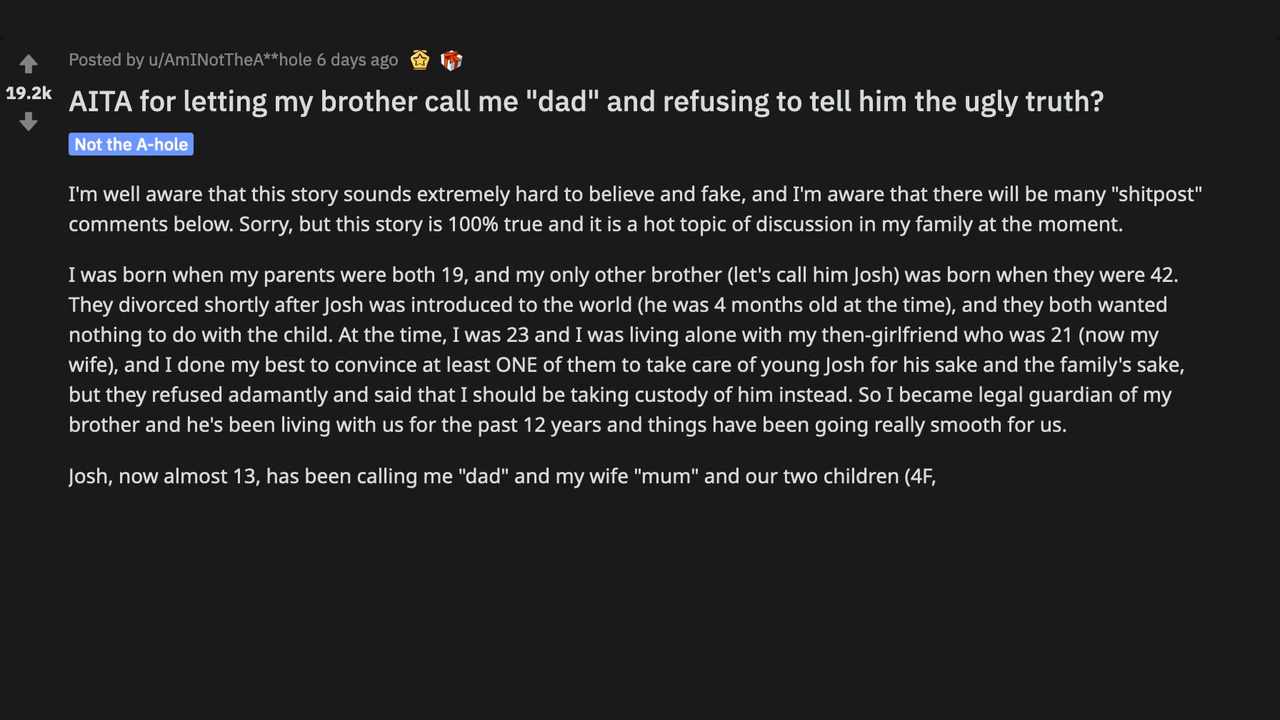 Posted by u/AmINotTheA**hole 6 days ago
19.2k
AITA for letting my brother call me "dad" and refusing to tell him the ugly truth?
Not the A-hole
I'm well aware that this story sounds extremely hard to believe and fake, and I'm aware that there will be many "shitpost"
comments below. Sorry, but this story is 100% true and it is a hot topic of discussion in my family at the moment.
I was born when my parents were both 19, and my only other brother (let's call him Josh) was born when they were 42.
They divorced shortly after Josh was introduced to the world (he was 4 months old at the time), and they both wanted
nothing to do with the child. At the time, I was 23 and I was living alone with my then-girlfriend who was 21 (now my
wife), and I done my best to convince at least ONE of them to take care of young Josh for his sake and the family's sake,
but they refused adamantly and said that I should be taking custody of him instead. So I became legal guardian of my
brother and he's been living with us for the past 12 years and things have been going really smooth for us.
Josh, now almost 13, has been calling me "dad" and my wife "mum" and our two children (4F,